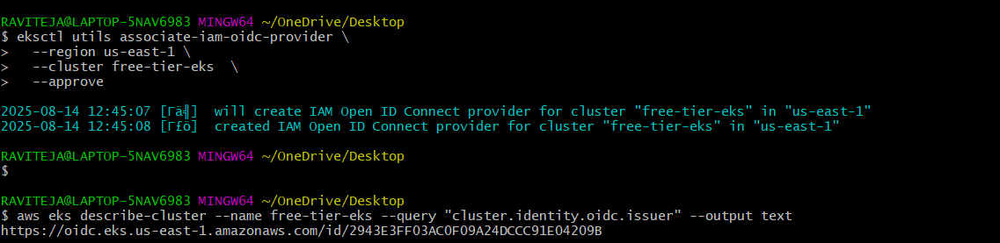 RAVITEJA@LAPTOP-5NAV6983 MINGW64 ~/OneDrive/Desktop
$ eksctl utils associate-iam-oidc-provider \
>   --region us-east-1 \
>   --cluster free-tier-eks  \
>   --approve
2025-08-14 12:45:07 [Γä╣]  will create IAM Open ID Connect provider for cluster "free-tier-eks" in "us-east-1"
2025-08-14 12:45:08 [Γ£ö]  created IAM Open ID Connect provider for cluster "free-tier-eks" in "us-east-1"
RAVITEJA@LAPTOP-5NAV6983 MINGW64 ~/OneDrive/Desktop
$
RAVITEJA@LAPTOP-5NAV6983 MINGW64 ~/OneDrive/Desktop
$ aws eks describe-cluster --name free-tier-eks --query "cluster.identity.oidc.issuer" --output text
https://oidc.eks.us-east-1.amazonaws.com/id/2943E3FF03AC0F09A24DCCC91E04209B